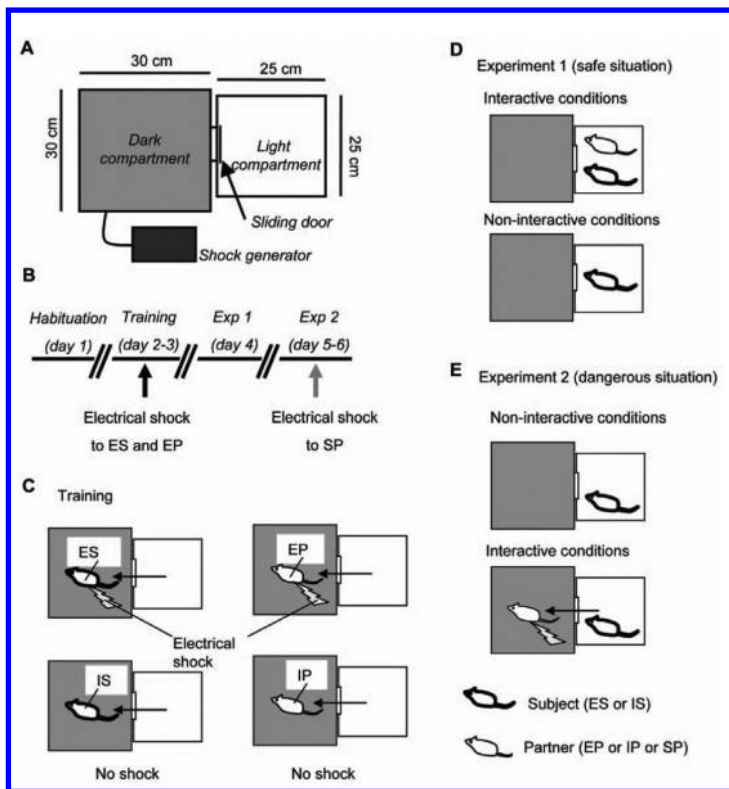 A
30 cm
25 cm
30 cm
Dark
compartment
Light
compartment
25 cm
Sliding door
Shock generator
B
Habituation
(day 1)
Training
(day 2-3)
Exp 1
(day 4)
Exp 2
(day 5-6)
Electrical shock
to ES and EP
Electrical shock
to SP
C
Training
ES
EP
Electrical
shock
IS
IP
No shock
No shock
D
Experiment 1 (safe situation)
Interactive conditions
Non-interactive conditions
E
Experiment 2 (dangerous situation)
Non-interactive conditions
Interactive conditions
Subject (ES or IS)
Partner (EP or IP or SP)